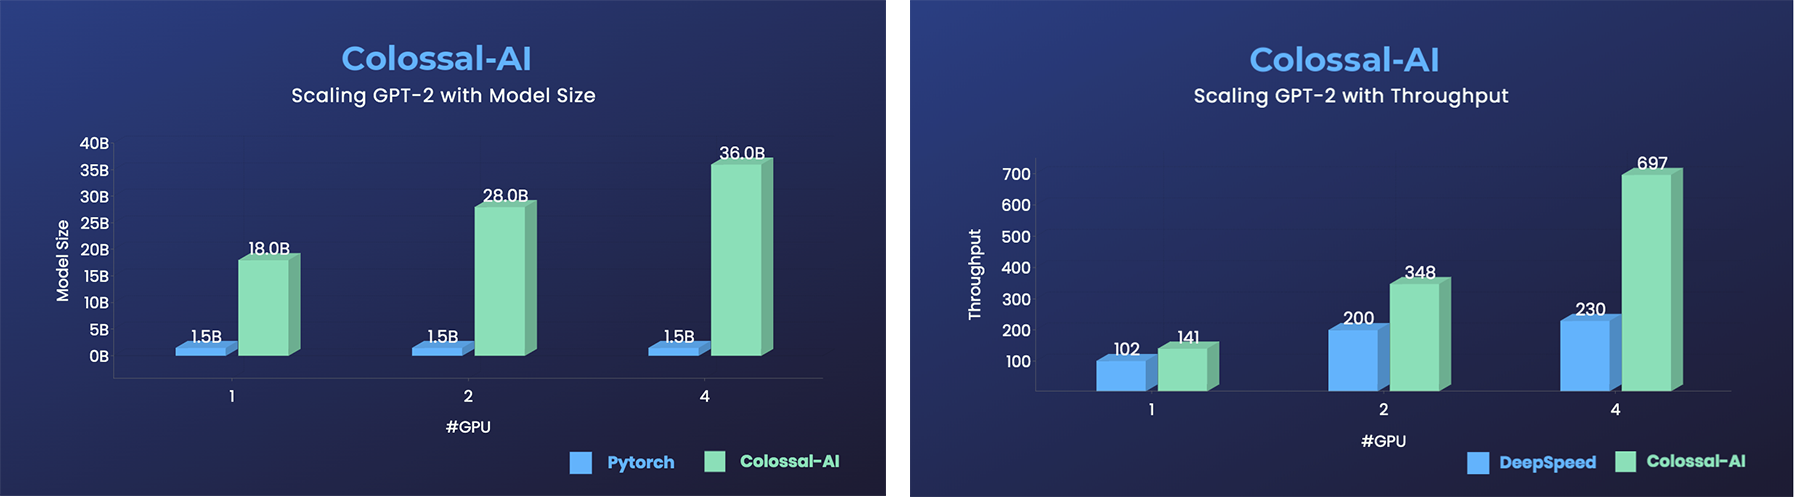 Colossal-AI
Scaling GPT-2 with Model Size
Model Size
40B
35B
30B
25B
20B
15B
10B
5B
0B
1.5B
18.0B
1.5B
28.0B
1.5B
36.0B
1
2
4
#GPU
Pytorch
Colossal-AI
Colossal-AI
Scaling GPT-2 with Throughput
Throughput
700
600
500
400
300
200
100
102
141
200
348
230
697
1
2
4
#GPU
DeepSpeed
Colossal-AI